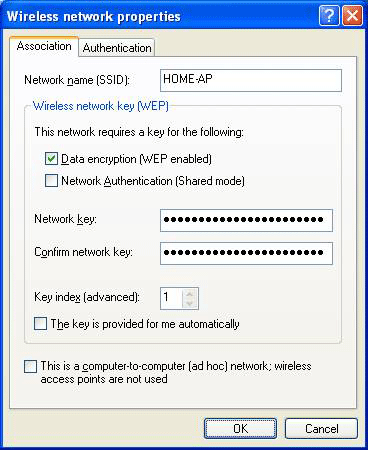 Wireless network properties
Association
Authentication
Network name (SSID):
HOME-AP
Wireless network key (WEP)
This network requires a key for the following:
Data encryption (WEP enabled)
Network Authentication (Shared mode)
Network key:
●●●●●●●●●●●●●●●●●●●●●●●
Confirm network key:
●●●●●●●●●●●●●●●●●●●●●●●
Key index (advanced):
1
The key is provided for me automatically
This is a computer-to-computer (ad hoc) network; wireless
access points are not used
OK
Cancel